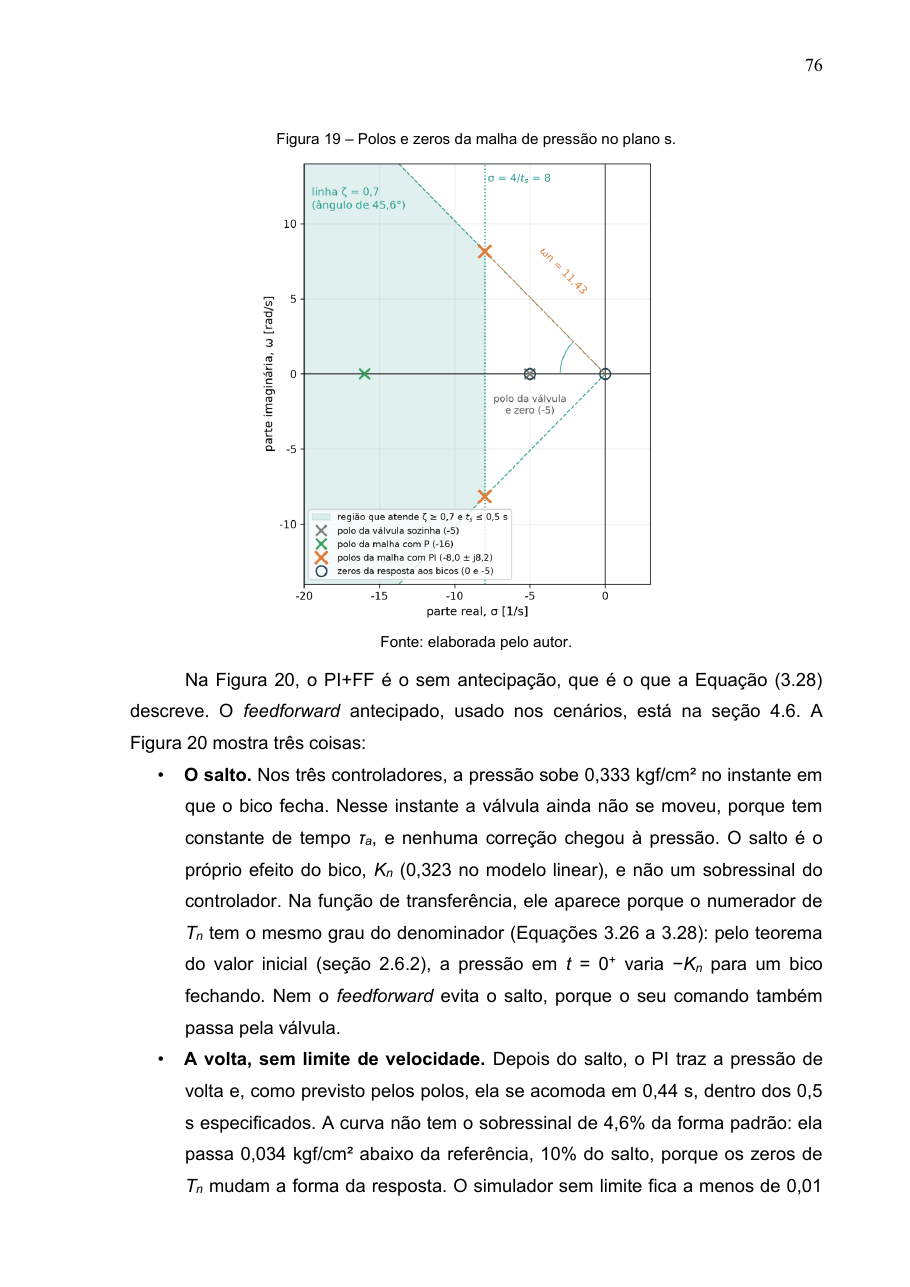 76
Figura 19 – Polos e zeros da malha de pressão no plano s.
linha ζ = 0,7
(ângulo de 45,6°)
σ = 4/tₛ = 8
ωn = 11,43
10
5
0
-5
-10
parte imaginária, ω [rad/s]
polo da válvula
e zero (-5)
região que atende ζ ≥ 0,7 e tₛ ≤ 0,5 s
polo da válvula sozinha (-5)
polo da malha com P (-16)
polos da malha com PI (-8,0 ± j8,2)
zeros da resposta aos bicos (0 e -5)
-20 -15 -10 -5 0
parte real, σ [1/s]
Fonte: elaborada pelo autor.
Na Figura 20, o PI+FF é o sem antecipação, que é o que a Equação (3.28)
descreve. O feedforward antecipado, usado nos cenários, está na seção 4.6. A
Figura 20 mostra três coisas:
• O salto. Nos três controladores, a pressão sobe 0,333 kgf/cm² no instante em
que o bico fecha. Nesse instante a válvula ainda não se moveu, porque tem
constante de tempo τₐ, e nenhuma correção chegou à pressão. O salto é o
próprio efeito do bico, Kₙ (0,323 no modelo linear), e não um sobressinal do
controlador. Na função de transferência, ele aparece porque o numerador de
Tₙ tem o mesmo grau do denominador (Equações 3.26 a 3.28): pelo teorema
do valor inicial (seção 2.6.2), a pressão em t = 0⁺ varia −Kₙ para um bico
fechando. Nem o feedforward evita o salto, porque o seu comando também
passa pela válvula.
• A volta, sem limite de velocidade. Depois do salto, o PI traz a pressão de
volta e, como previsto pelos polos, ela se acomoda em 0,44 s, dentro dos 0,5
s especificados. A curva não tem o sobressinal de 4,6% da forma padrão: ela
passa 0,034 kgf/cm² abaixo da referência, 10% do salto, porque os zeros de
Tₙ mudam a forma da resposta. O simulador sem limite fica a menos de 0,01